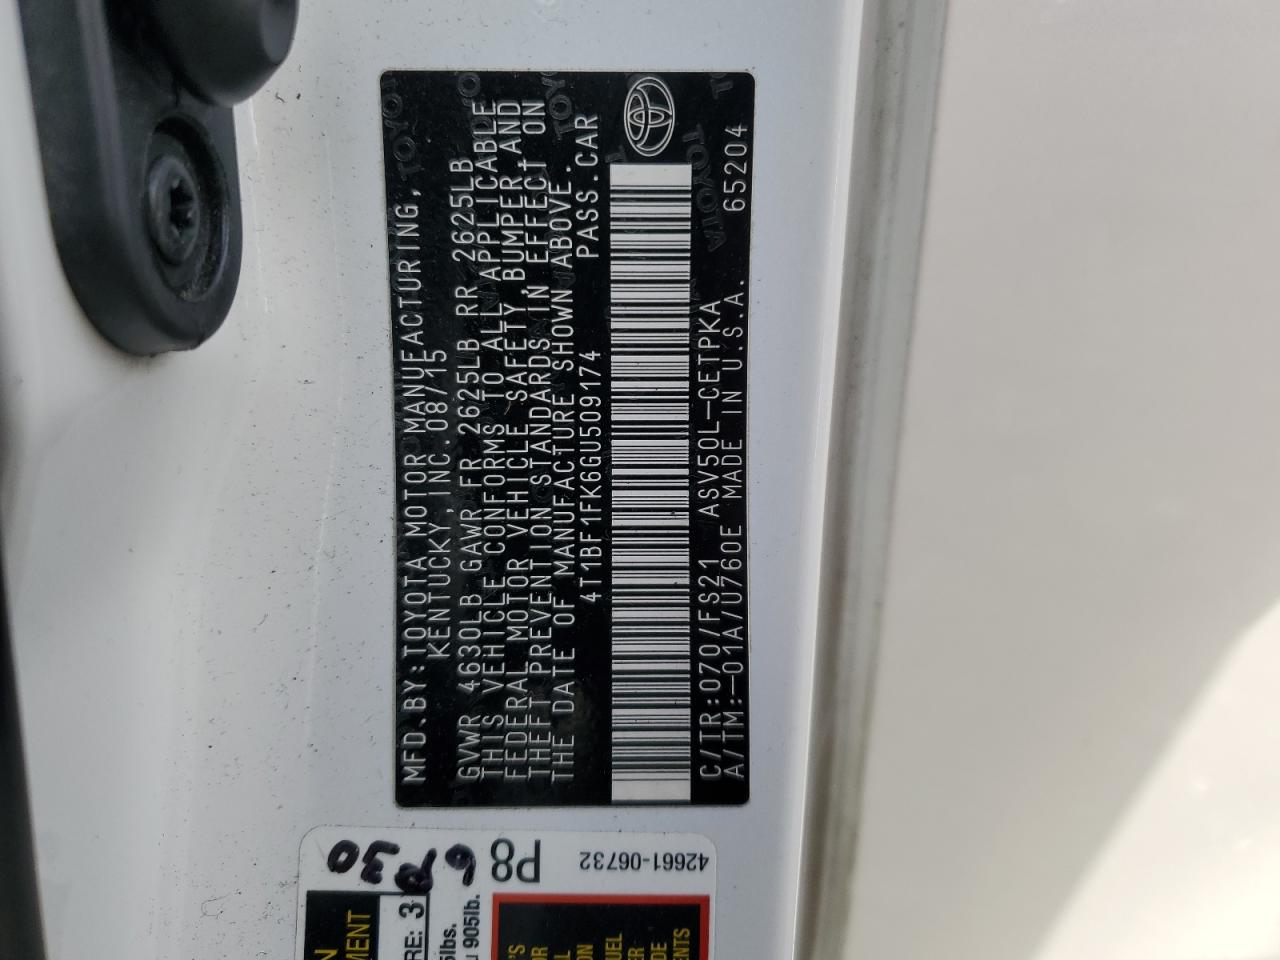 MFD.BY:TOYOTA MOTOR MANUFACTURING,
KENTUCKY,INC.08/15
GVWR 4630LB GAWR FR 2625LB RR 2625LB
THIS VEHICLE CONFORMS TO ALL APPLICABLE
FEDERAL MOTOR VEHICLE SAFETY,BUMPER,AND
THEFT PREVENTION STANDARDS IN EFFECT ON
THE DATE OF MANUFACTURE SHOWN ABOVE.
4T1BF1FK6GU509174 PASS.CAR
C/TR:070/FS21 ASV50L-CETPKA 65204
A/TM:-01A/U760E MADE IN U.S.A.
TOYOTA
P8
42661-06732
905lb.